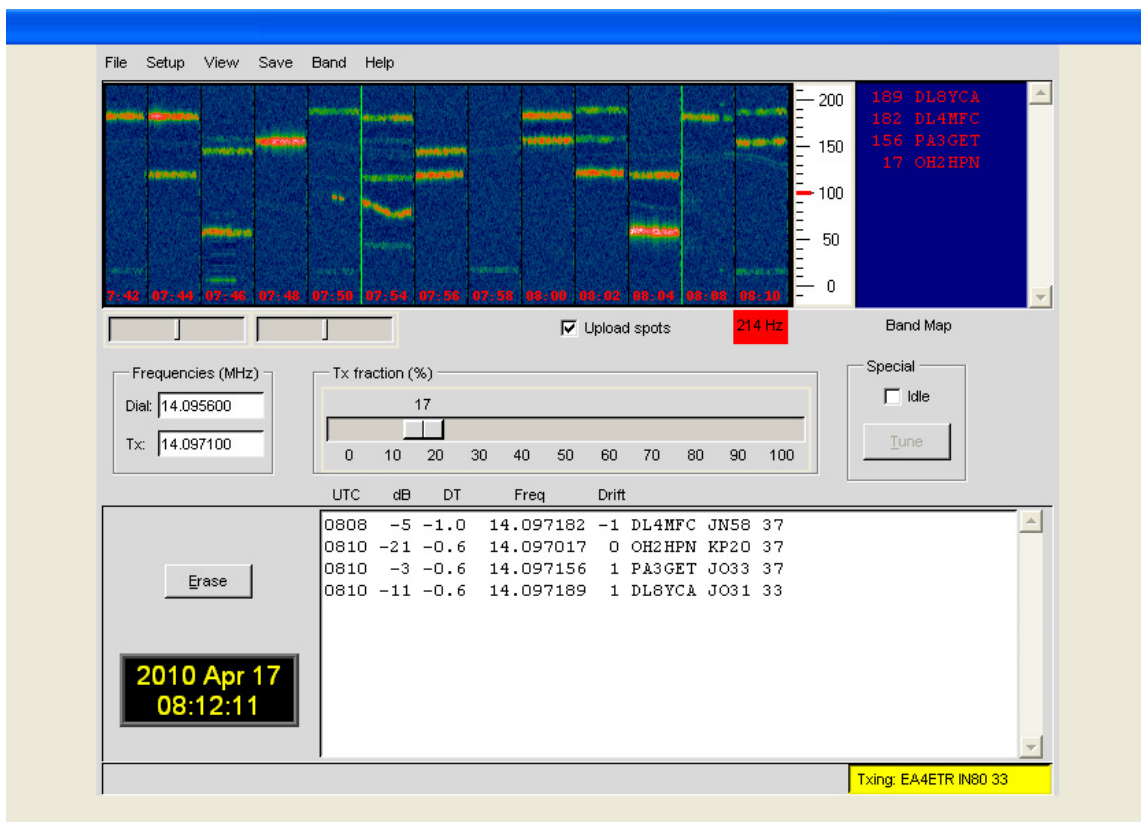 File Setup View Save Band Help
200
150
100
50
0
189 DL8YCA
182 DL4MFC
156 PA3GET
17 OH2HPN
7:42 07:44 07:46 07:48 07:50 07:54 07:56 07:58 08:00 08:02 08:04 08:08 08:10
Upload spots
214 Hz
Band Map
Frequencies (MHz)
Dial: 14.095600
Tx: 14.097100
Tx fraction (%)
17
0 10 20 30 40 50 60 70 80 90 100
Special
Idle
Tune
UTC dB DT Freq Drift
0808 -5 -1.0 14.097182 -1 DL4MFC JN58 37
0810 -21 -0.6 14.097017 0 OH2HPN KP20 37
0810 -3 -0.6 14.097156 1 PA3GET JO33 37
0810 -11 -0.6 14.097189 1 DL8YCA JO31 33
Erase
2010 Apr 17
08:12:11
Txing: EA4ETR IN80 33